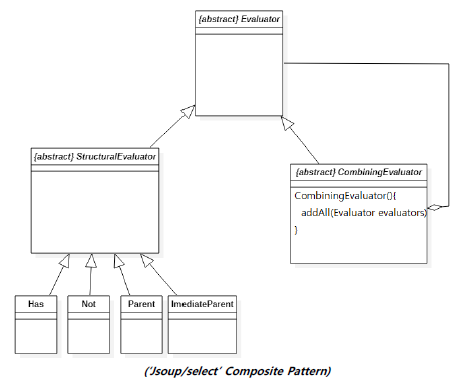 {abstract} Evaluator
{abstract} StructuralEvaluator
{abstract} CombiningEvaluator
CombiningEvaluator(){
addAll(Evaluator evaluators)
}
Has
Not
Parent
ImediateParent
('Jsoup/select' Composite Pattern)